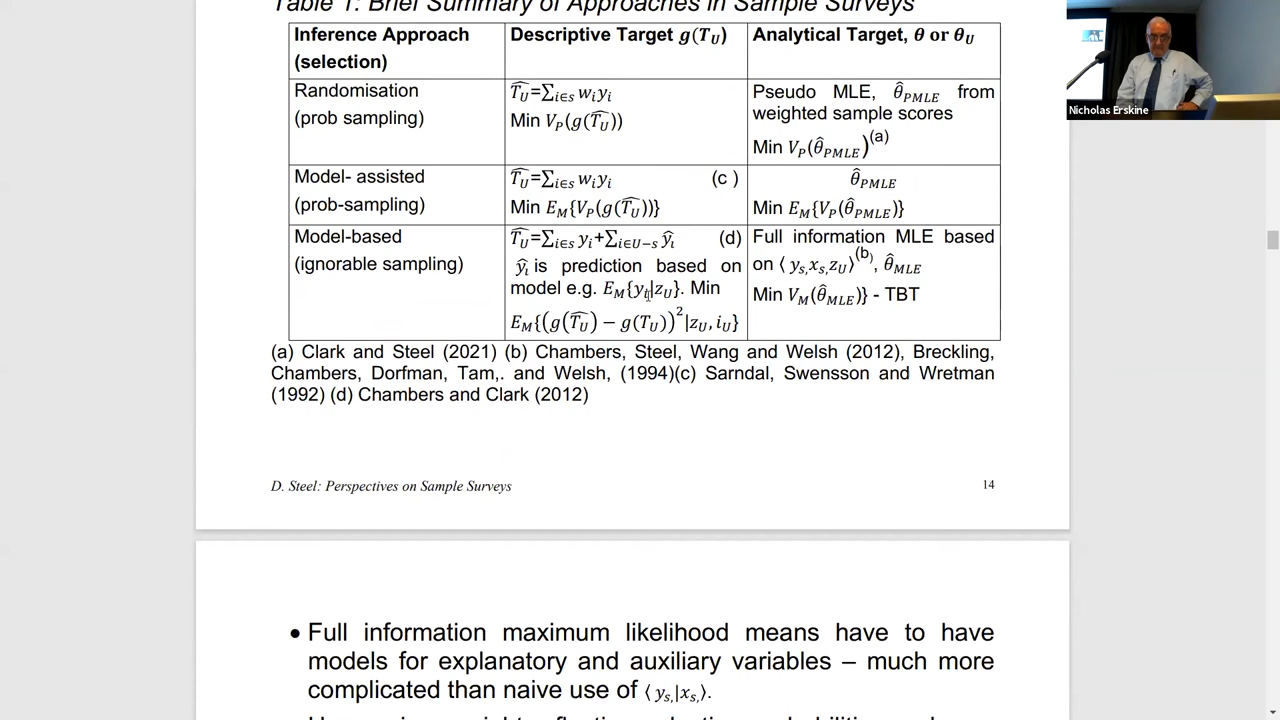 Table 1: Brief Summary of Approaches in Sample Surveys
Inference Approach (selection) | Descriptive Target g(T_U) | Analytical Target, θ or θ_U
Randomisation (prob sampling) | T̂_U=∑_{i∈s} w_i y_i
Min V_P(g(T̂_U)) | Pseudo MLE, θ̂_PMLE from
weighted sample scores
Min V_P(θ̂_PMLE)^(a)
Model- assisted (prob-sampling) | T̂_U=∑_{i∈s} w_i y_i (c )
Min E_M{V_P(g(T̂_U))} | θ̂_PMLE
Min E_M{V_P(θ̂_PMLE)}
Model-based (ignorable sampling) | T̂_U=∑_{i∈s} y_i+∑_{i∈U−s} ŷ_i (d)
ŷ_i is prediction based on
model e.g. E_M{y_i|z_U}. Min
E_M{(g(T̂_U) − g(T_U))^2|z_U, i_U} | Full information MLE based
on ⟨ y_s,x_s,z_U⟩^(b), θ̂_MLE
Min V_M(θ̂_MLE)} - TBT
(a) Clark and Steel (2021) (b) Chambers, Steel, Wang and Welsh (2012), Breckling,
Chambers, Dorfman, Tam,. and Welsh, (1994)(c) Sarndal, Swensson and Wretman
(1992) (d) Chambers and Clark (2012)
D. Steel: Perspectives on Sample Surveys
14
• Full information maximum likelihood means have to have
models for explanatory and auxiliary variables – much more
complicated than naive use of ⟨ y_s,|x_s,⟩.
Nicholas Erskine